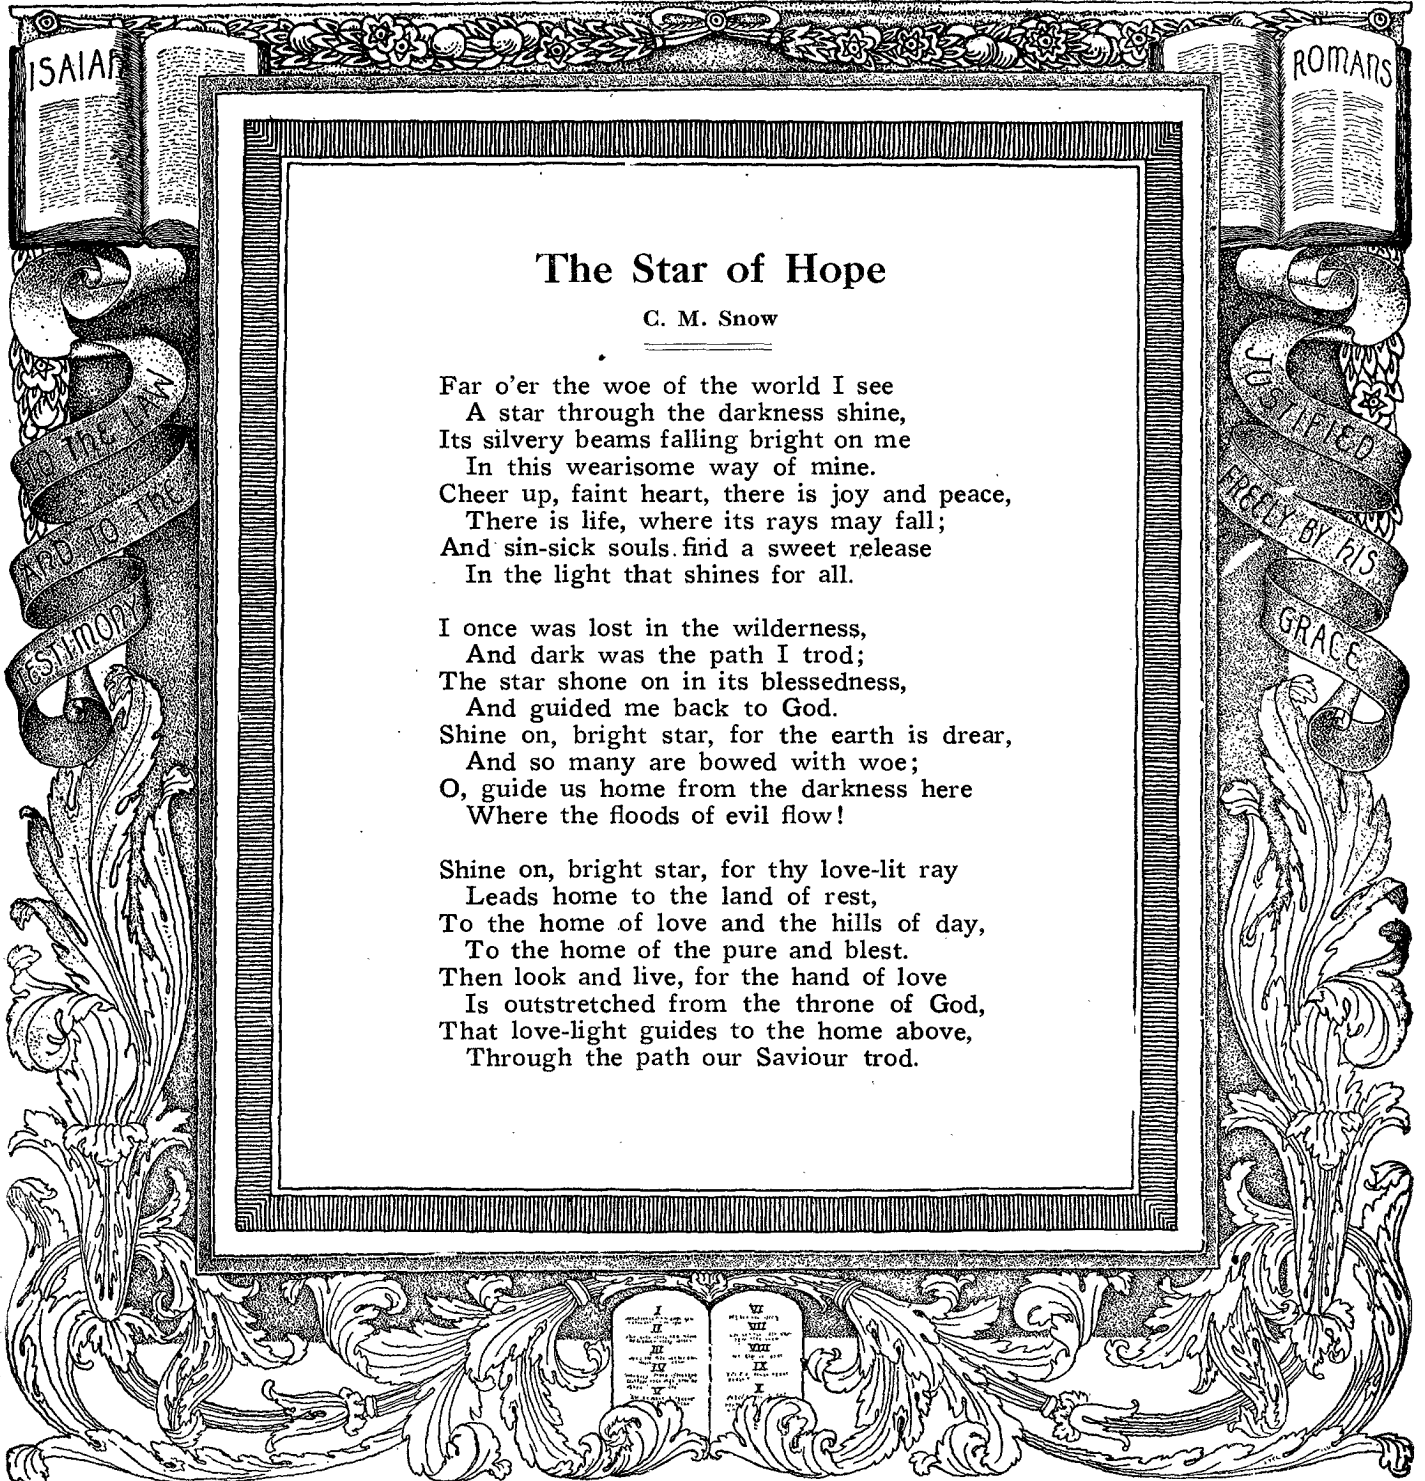 ISAIAH
ROMANS
The Star of Hope
C. M. Snow
Far o'er the woe of the world I see
A star through the darkness shine,
Its silvery beams falling bright on me
In this wearisome way of mine.
Cheer up, faint heart, there is joy and peace,
There is life, where its rays may fall;
And sin-sick souls find a sweet release
In the light that shines for all.
I once was lost in the wilderness,
And dark was the path I trod;
The star shone on in its blessedness,
And guided me back to God.
Shine on, bright star, for the earth is drear,
And so many are bowed with woe;
O, guide us home from the darkness here
Where the floods of evil flow!
Shine on, bright star, for thy love-lit ray
Leads home to the land of rest,
To the home of love and the hills of day,
To the home of the pure and blest.
Then look and live, for the hand of love
Is outstretched from the throne of God,
That love-light guides to the home above,
Through the path our Saviour trod.
TO THE LAW
AND TO THE
TESTIMONY
JUSTIFIED
FREELY BY HIS
GRACE
I
II
III
IV
V
VI
VII
VIII
IX
X